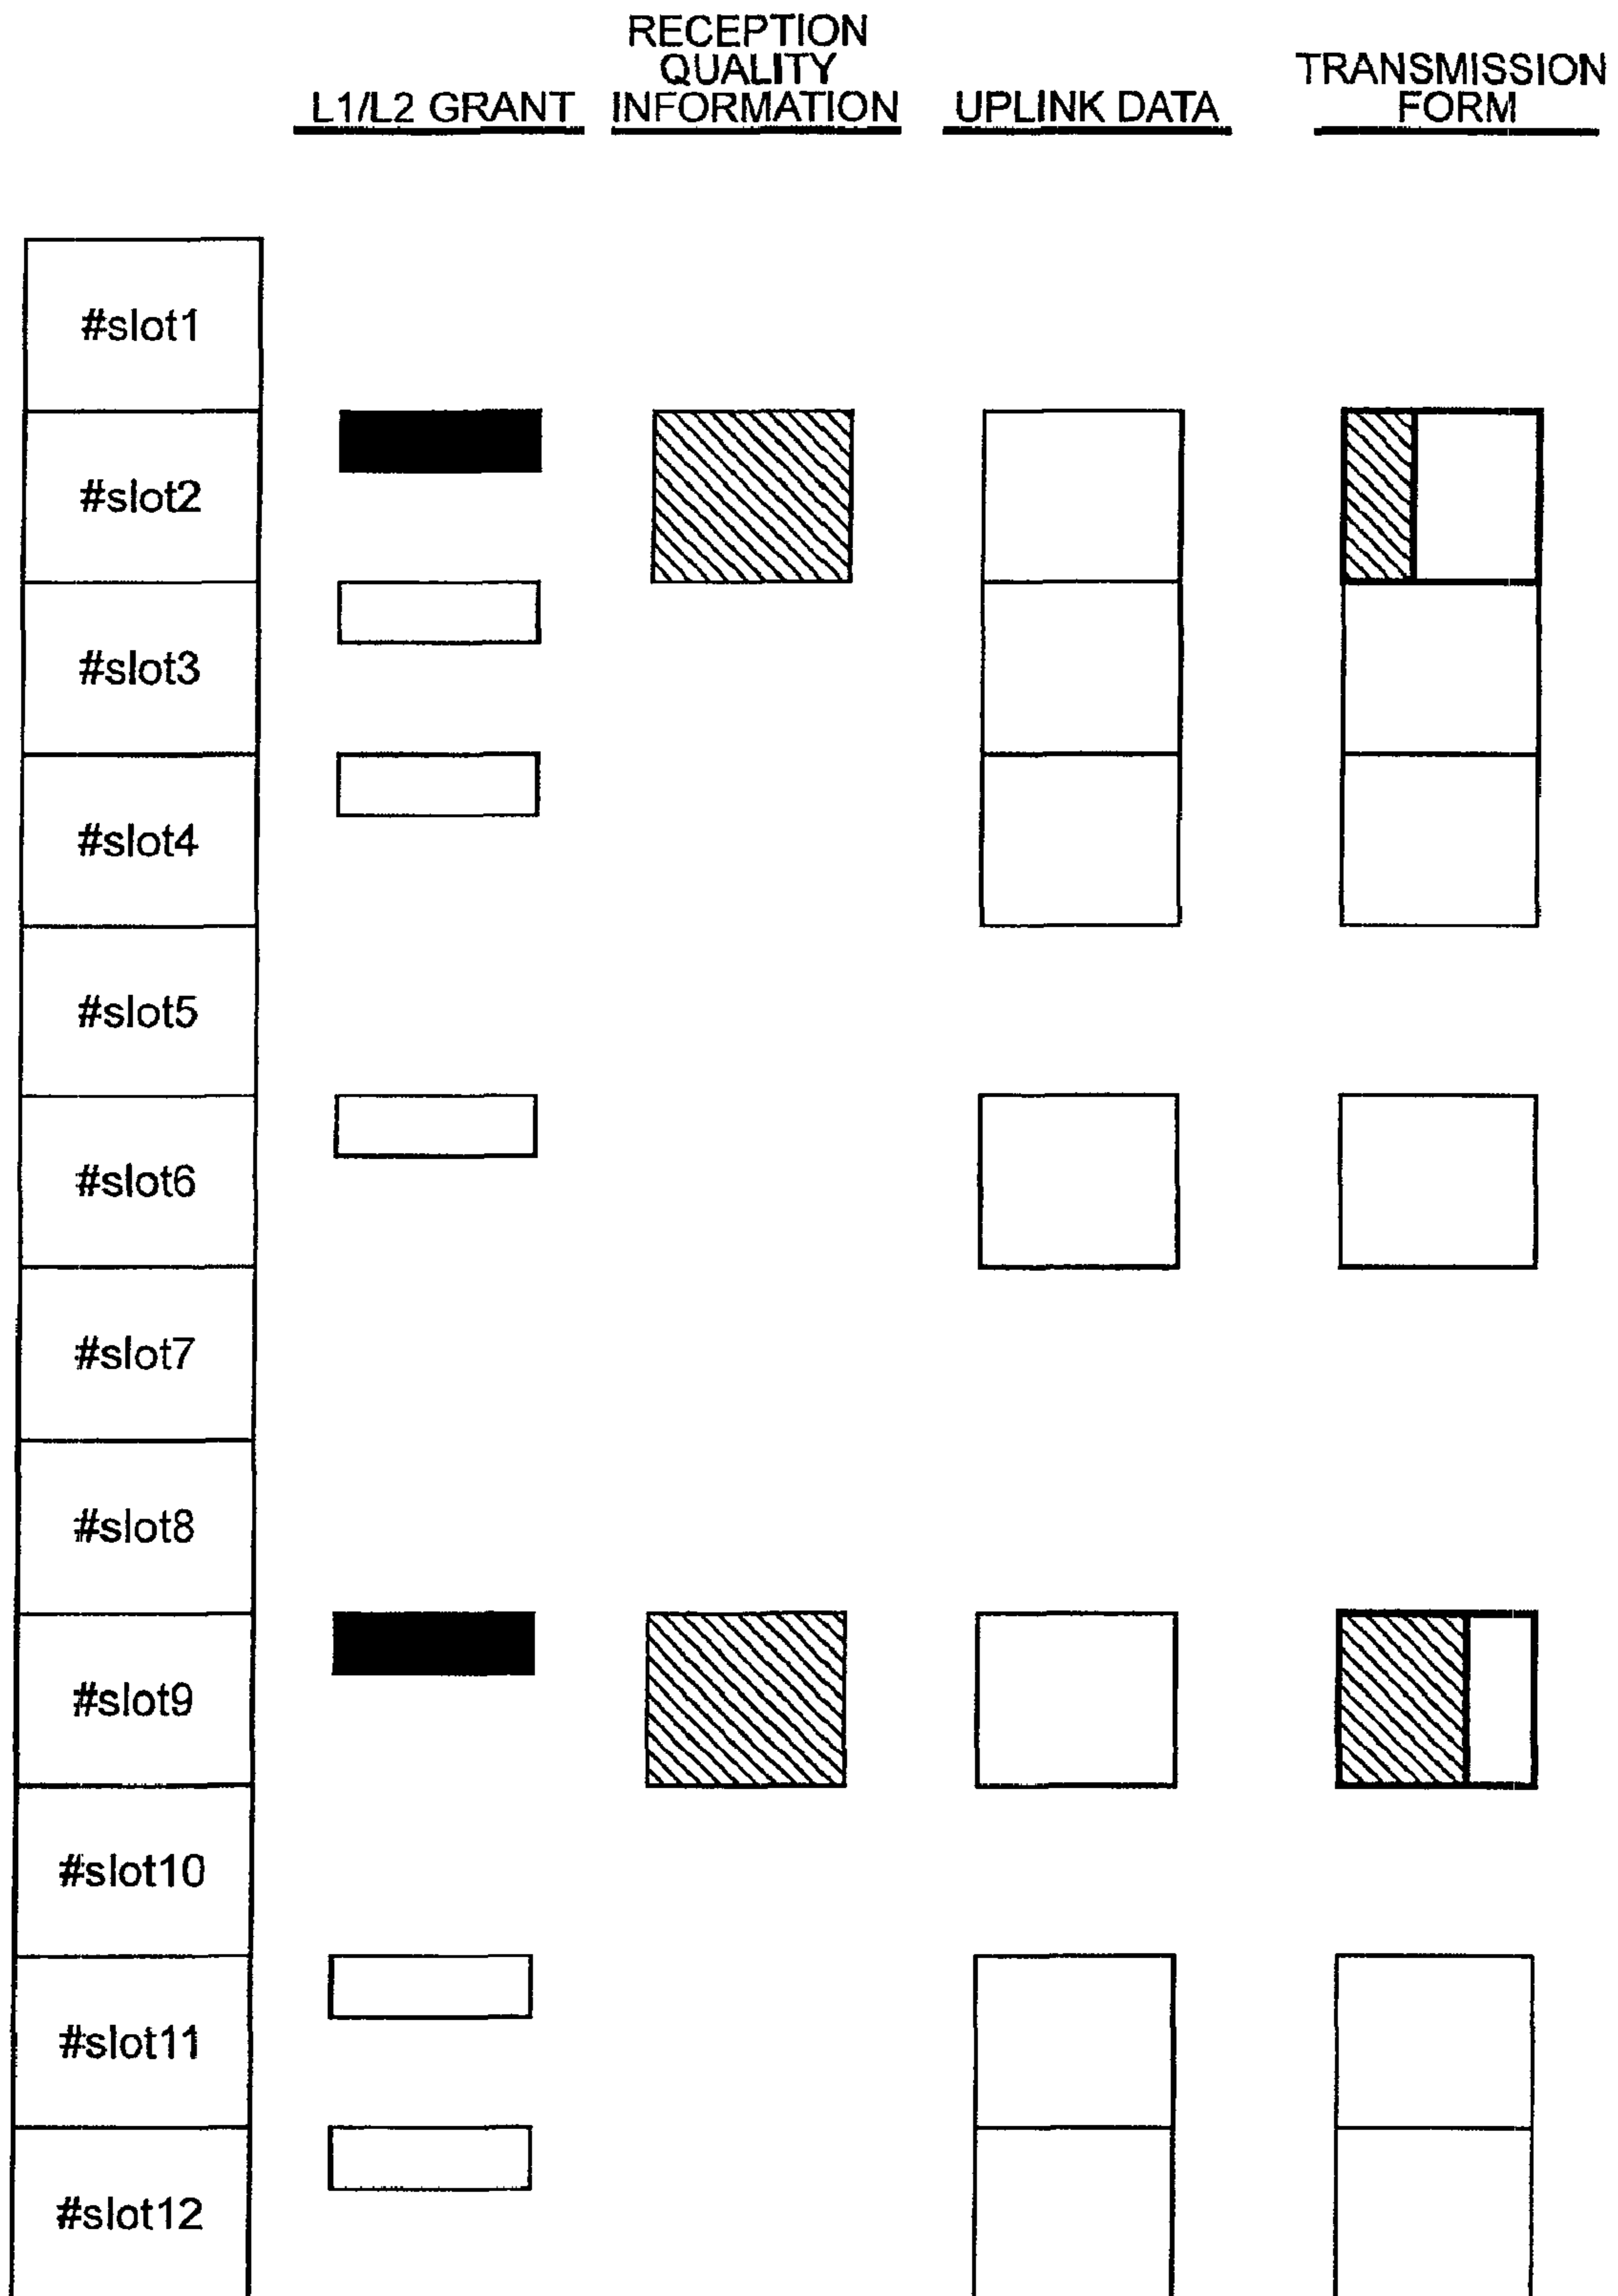 RECEPTION
QUALITY
INFORMATION
L1/L2 GRANT
UPLINK DATA
TRANSMISSION
FORM
#slot1
#slot2
#slot3
#slot4
#slot5
#slot6
#slot7
#slot8
#slot9
#slot10
#slot11
#slot12